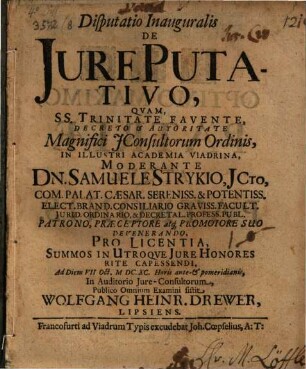 3572
Disputatio Inauguralis
DE
JURE PUTA-
TIVO,
QVAM,
S.S. TRINITATE FAVENTE,
DECRETO & AUTORITATE
Magnifici JConsultorum Ordinis,
IN ILLUSTRI ACADEMIA VIADRINA,
MODERANTE
DN. SAMUELE STRYKIO, JCTO,
COM. PALAT. CÆSAR. SERENISS. & POTENTISS.
ELECT. BRAND. CONSILIARIO GRAVISS. FACULT.
JURID. ORDINARIO, & DECRETAL. PROFESS. PUBL.
PATRONO, PRÆCEPTORE atq; PROMOTORE SUO
DEVENERANDO,
PRO LICENTIA,
SUMMOS IN UTROQVE JURE HONORES
RITE CAPESSENDI,
Ad Diem VII Oct. M DC XC. Horis ante-& pomeridianis,
In Auditorio Jure-Consultorum,
Publico Omnium Examini sistit
WOLFGANG HEINR. DREWER,
LIPSIENS.
Francofurti ad Viadrum Typis excudebat Joh. Cœpselius, A: T: